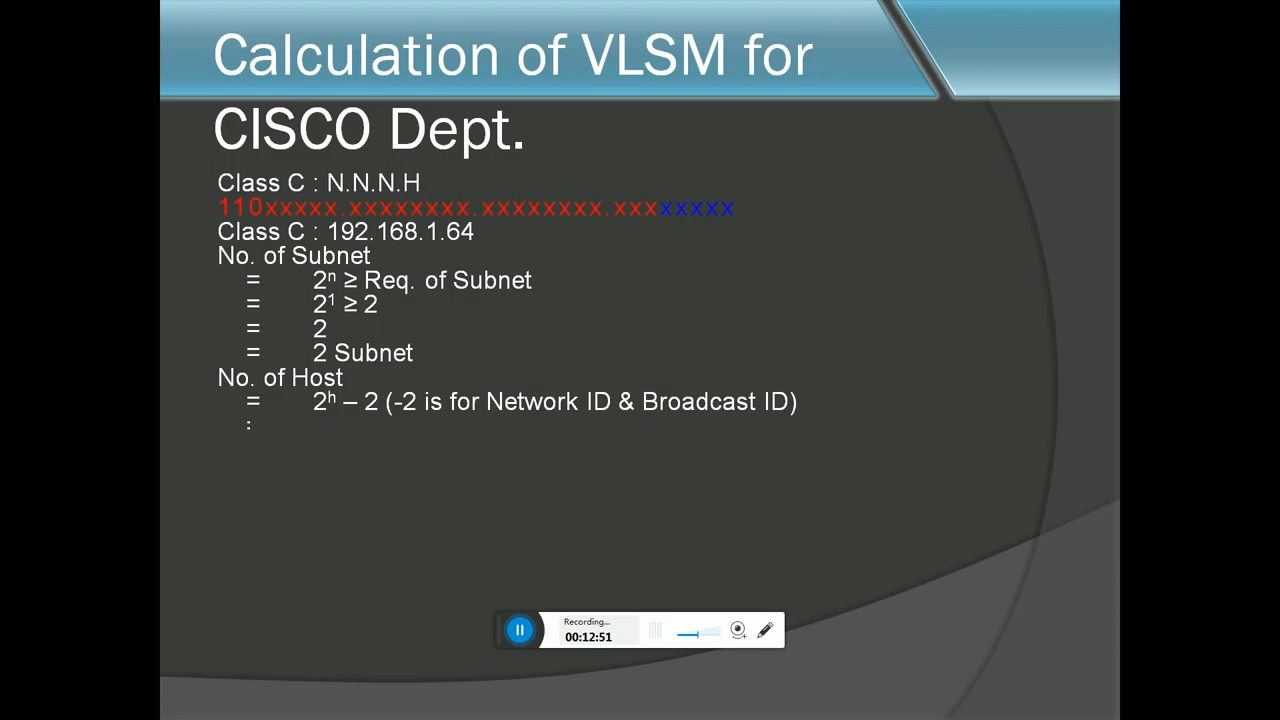 Calculation of VLSM for
CISCO Dept.
Class C : N.N.N.H
110xxxxx.xxxxxxxx.xxxxxxxx.xxxxxxxx
Class C : 192.168.1.64
No. of Subnet
= 2ⁿ ≥ Req. of Subnet
= 2¹ ≥ 2
= 2
= 2 Subnet
No. of Host
= 2ʰ – 2 (-2 is for Network ID & Broadcast ID)
:
Recording...
00:12:51